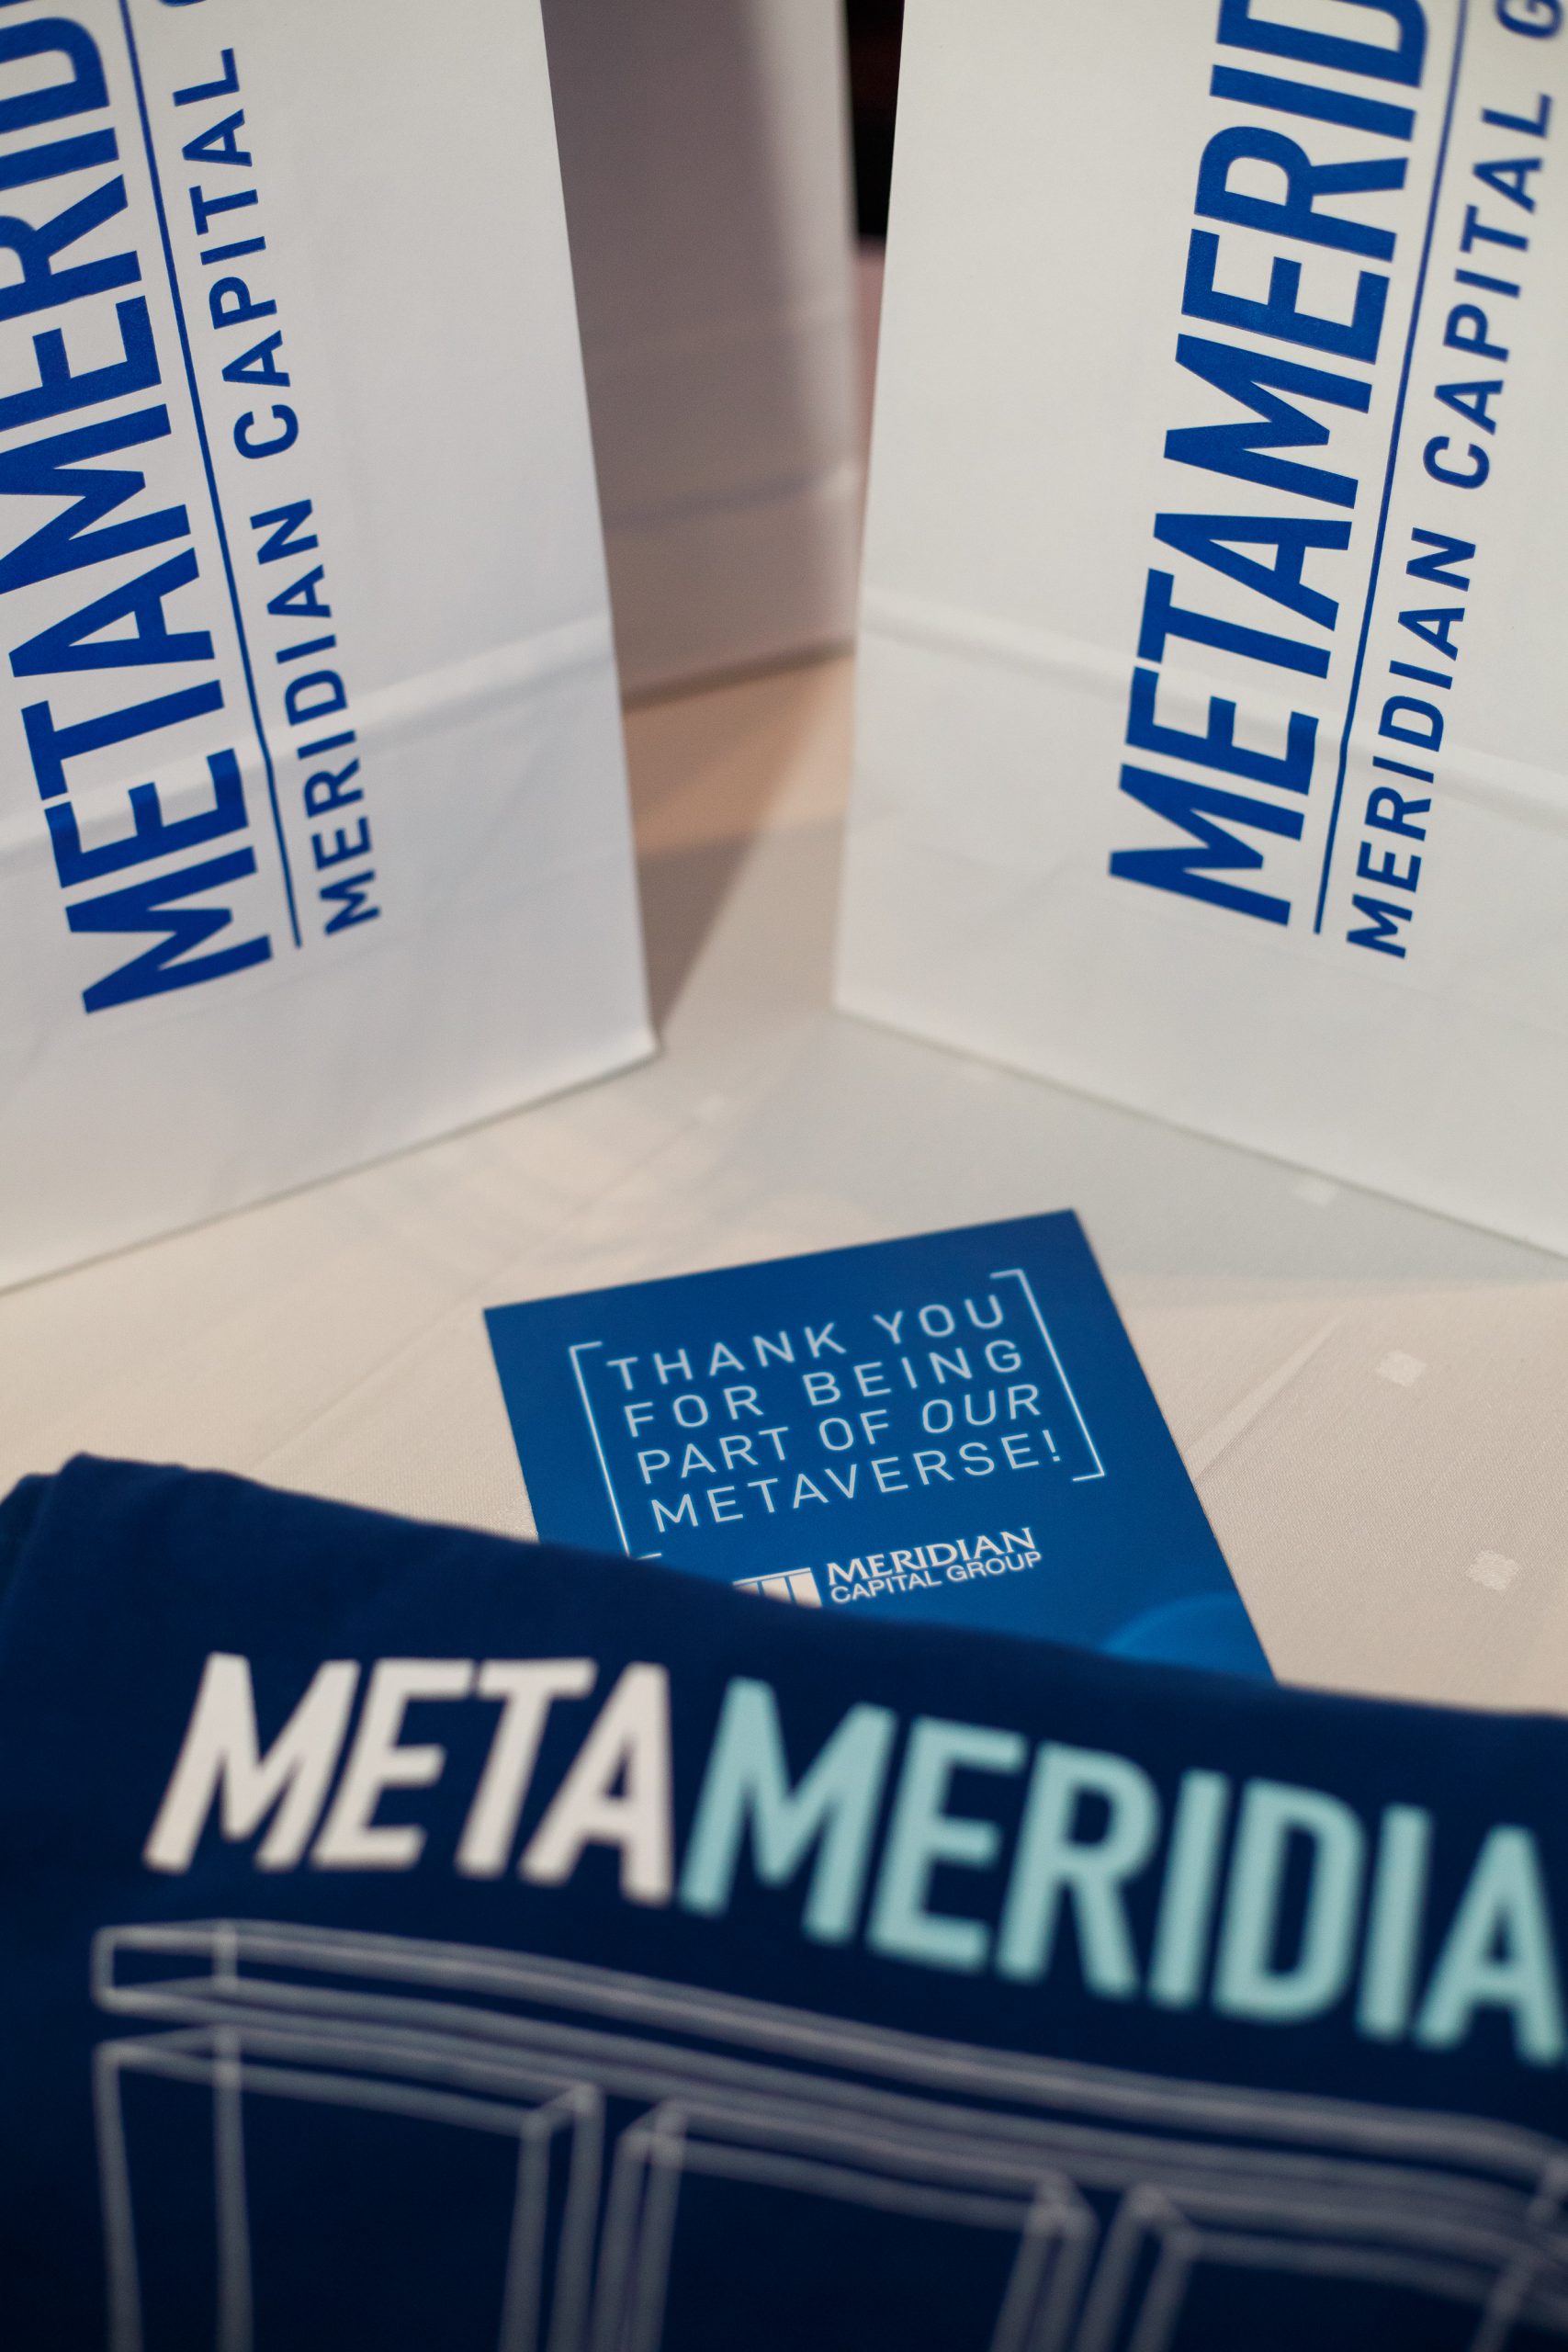 METAMERID
MERIDIAN CAPITAL G
METAMERID
MERIDIAN CAPITAL G
THANK YOU
FOR BEING
PART OF OUR
METAVERSE!
MERIDIAN
CAPITAL GROUP
METAMERIDIA